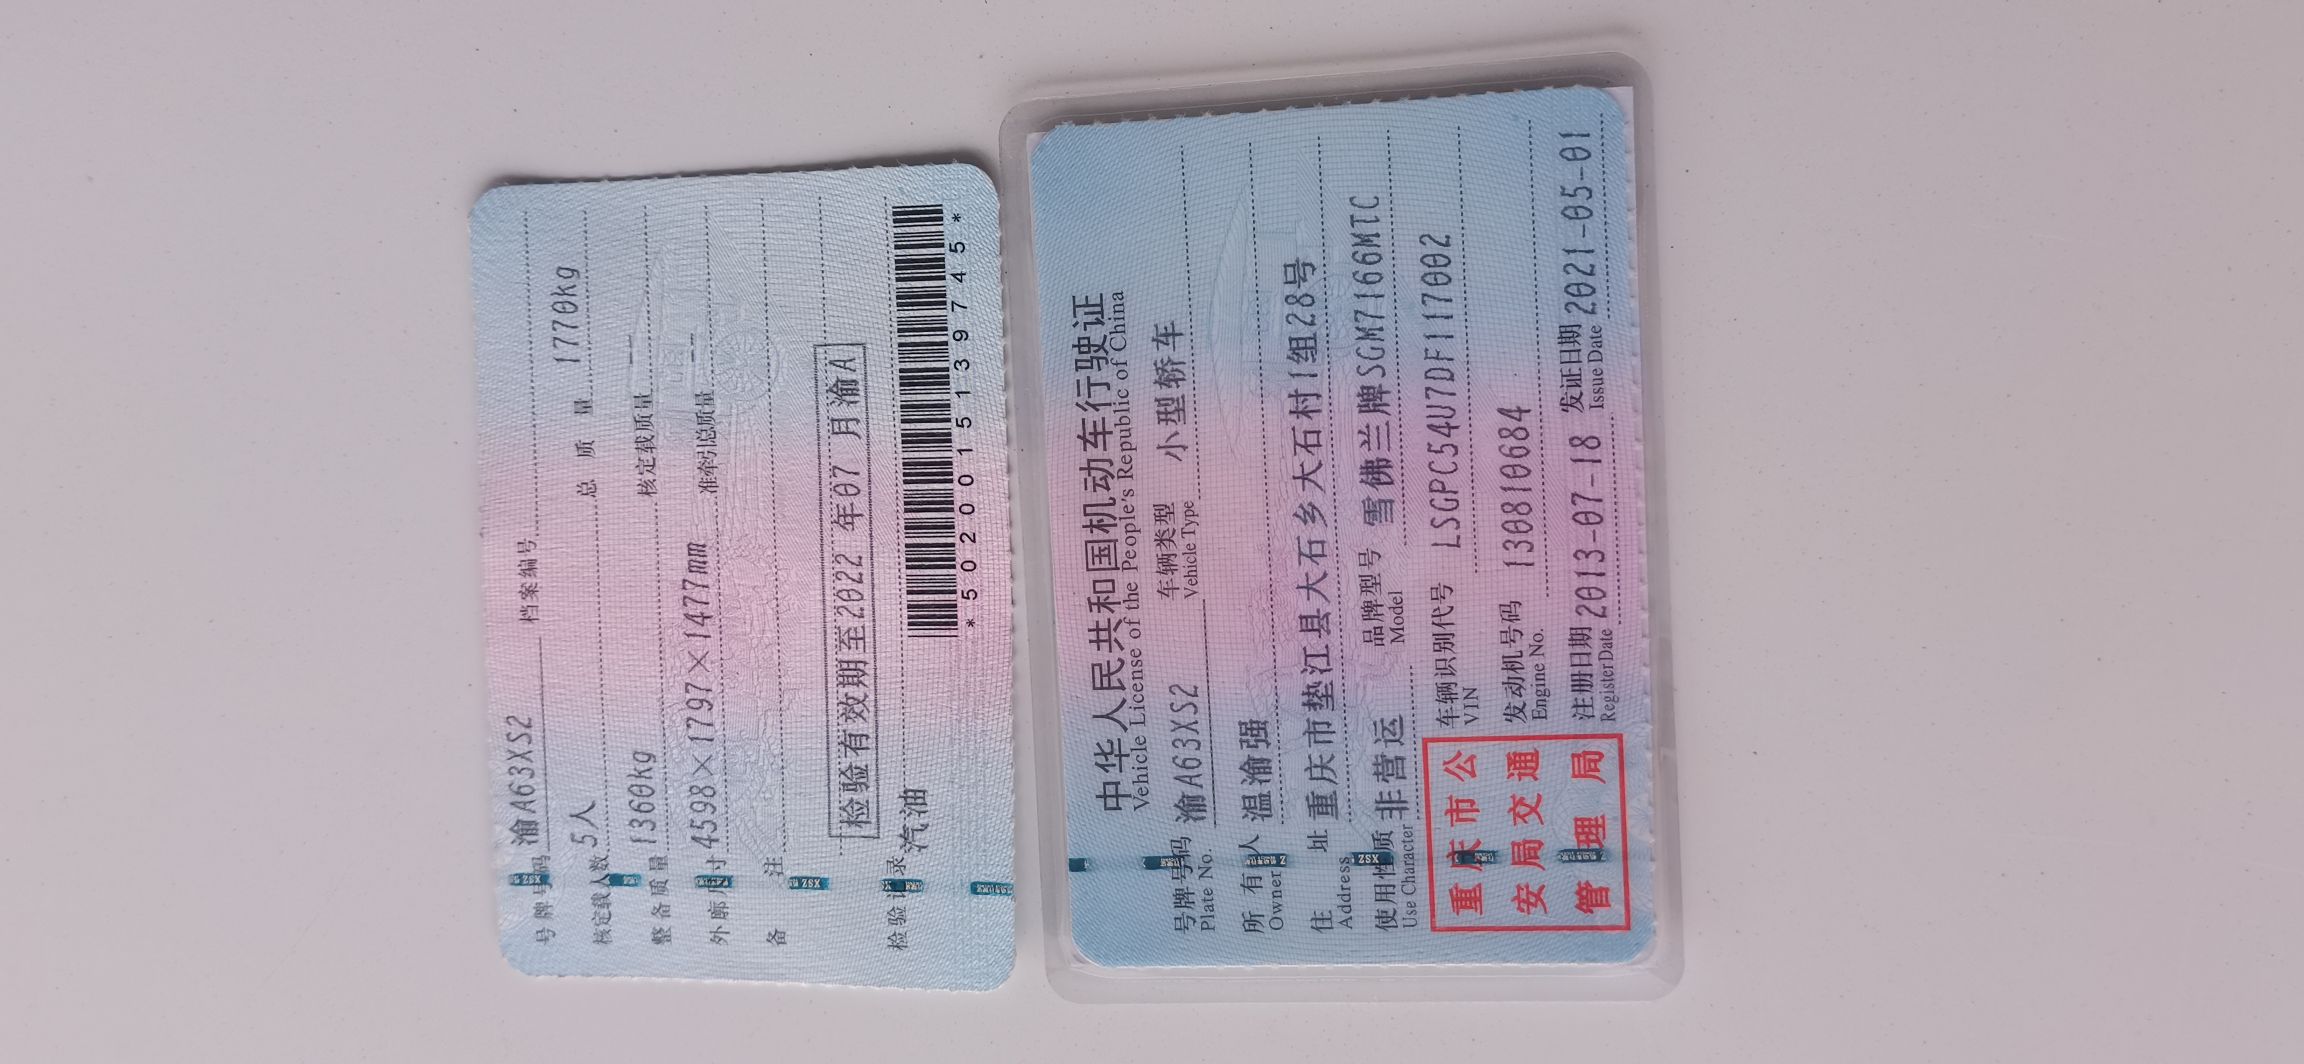 号牌号码 渝A63XS2 档案编号
核定载人数 5人 总质量 1770kg
整备质量 1360kg 核定载质量 —
外廓尺寸 4598×1797×1477mm 准牵引总质量 —
备注
检验有效期至2022年07月渝A
检验记录
汽油
*5020015139745*
中华人民共和国机动车行驶证
Vehicle License of the People's Republic of China
号牌号码 渝A63XS2 车辆类型 小型轿车
Plate No. Vehicle Type
所有人 温渝强
Owner
住址 重庆市垫江县大石乡大石村1组28号
Address
使用性质 非营运 品牌型号 雪佛兰牌SGM7166MTC
Use Character Model
重庆市公
安局交通
管理局
车辆识别代号 LSGPC54U7DF117002
VIN
发动机号码 130810684
Engine No.
注册日期 2013-07-18 发证日期 2021-05-01
Register Date Issue Date